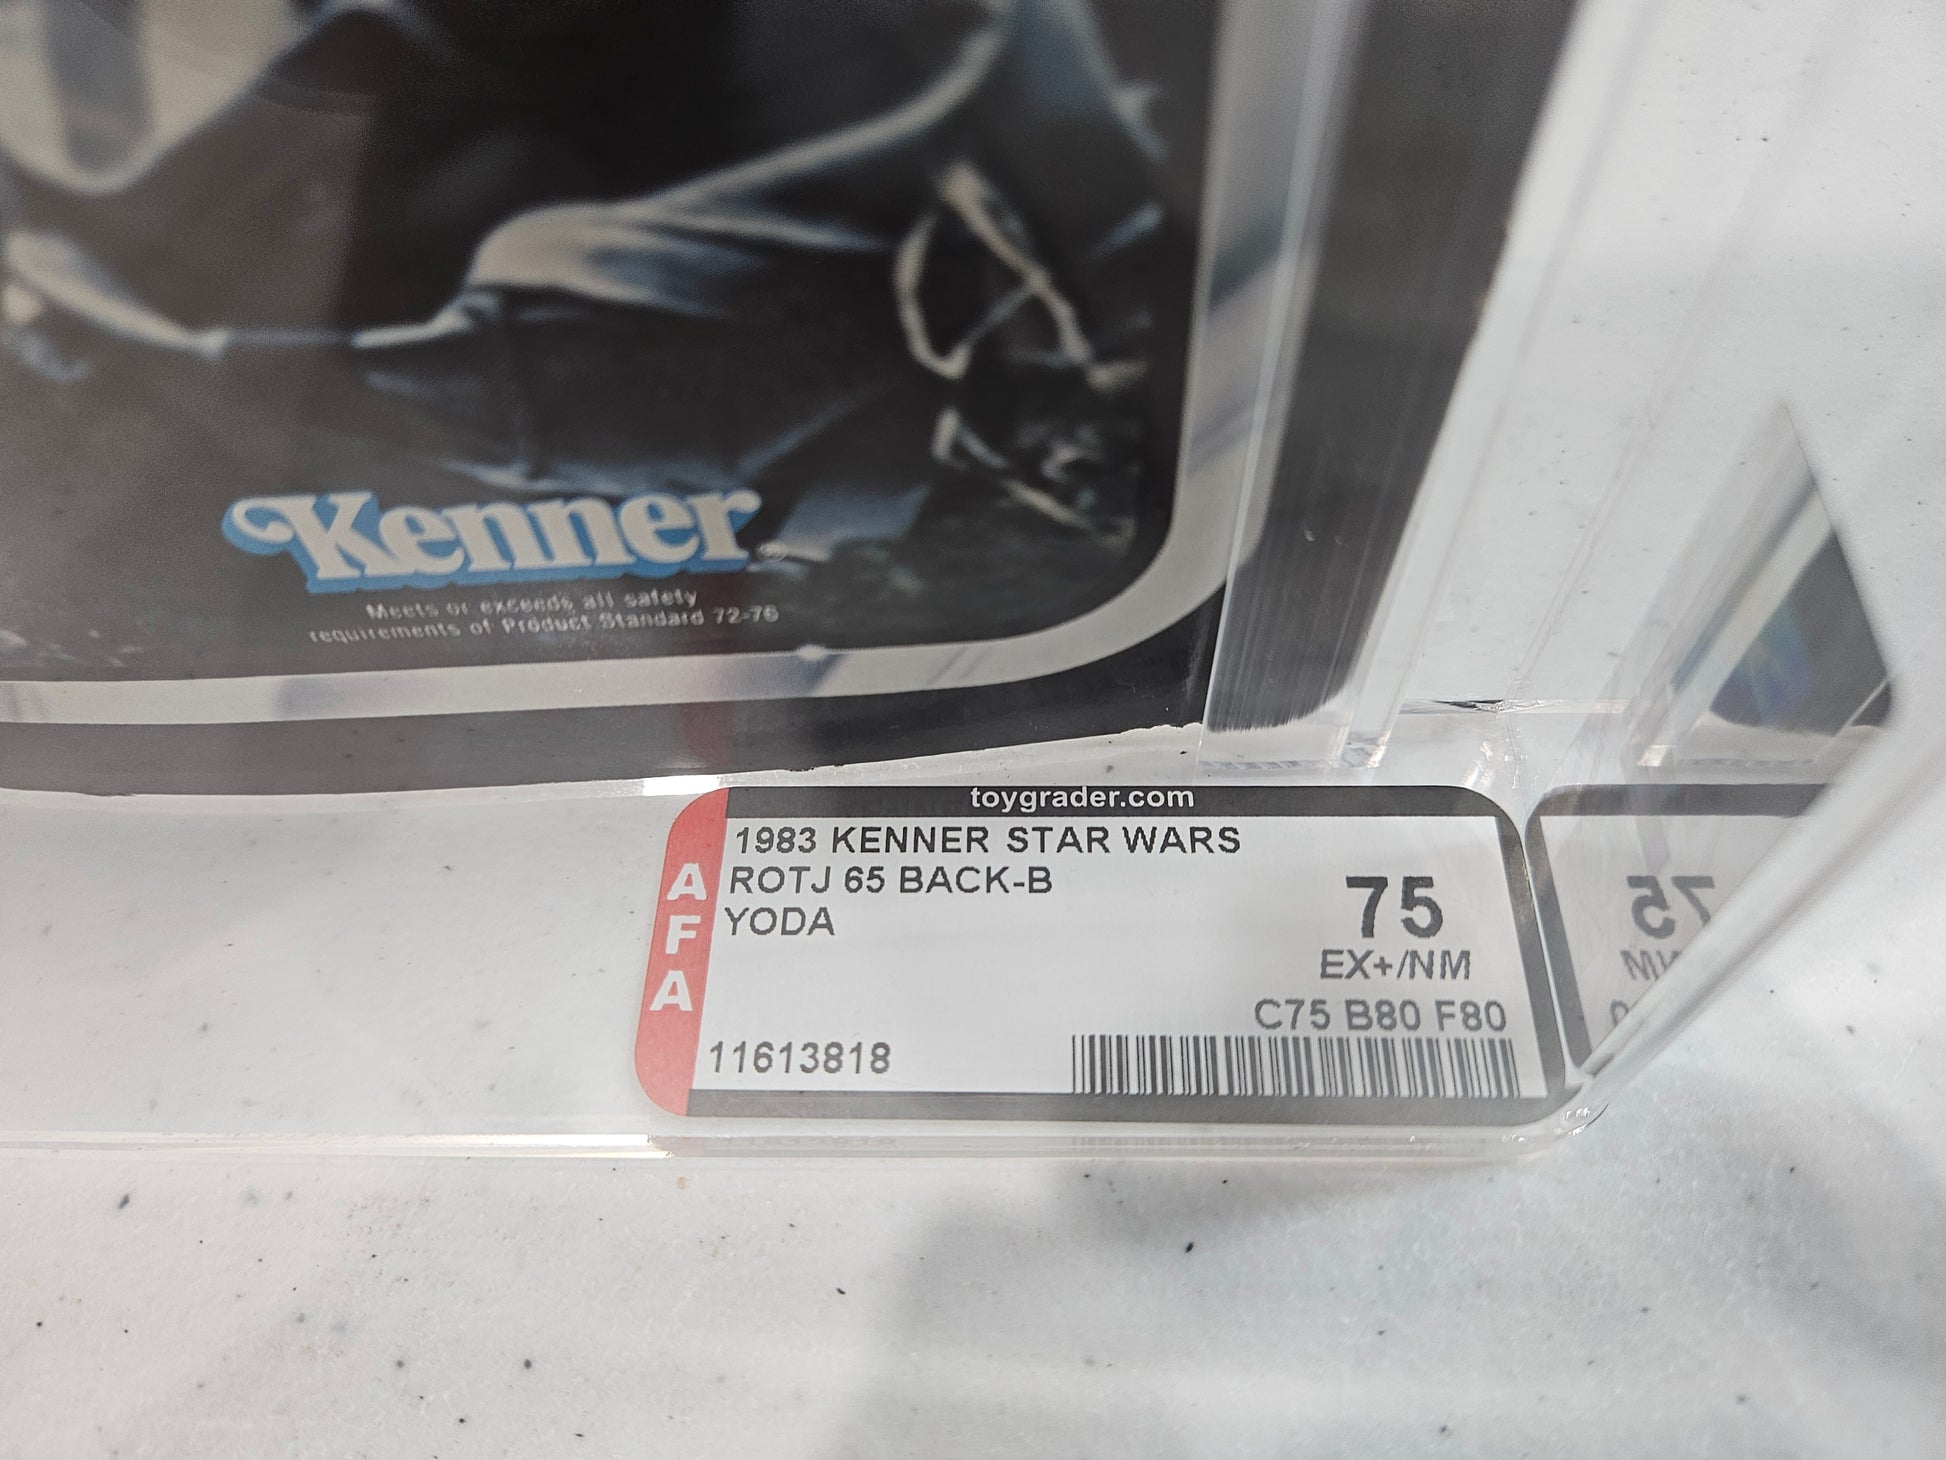 Kenner
Meets or exceeds all safety
requirements of Product Standard 72-76
toygrader.com
AFA
1983 KENNER STAR WARS
ROTJ 65 BACK-B
YODA
75
EX+/NM
C75 B80 F80
11613818
75